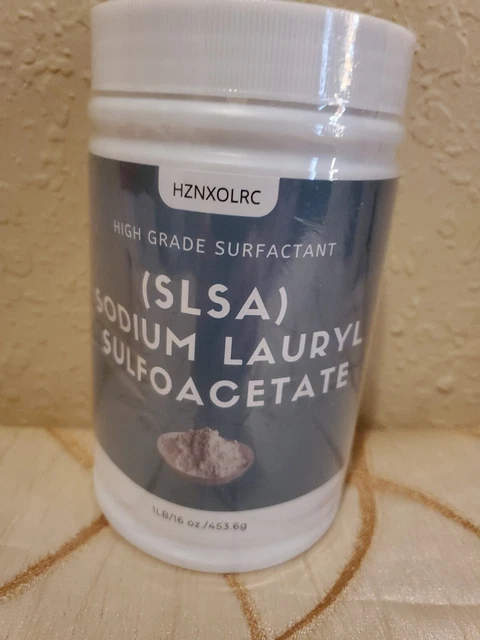 HZNXOLRC
HIGH GRADE SURFACTANT
(SLSA)
SODIUM LAURYL
SULFOACETATE
1LB/16 oz./453.6g